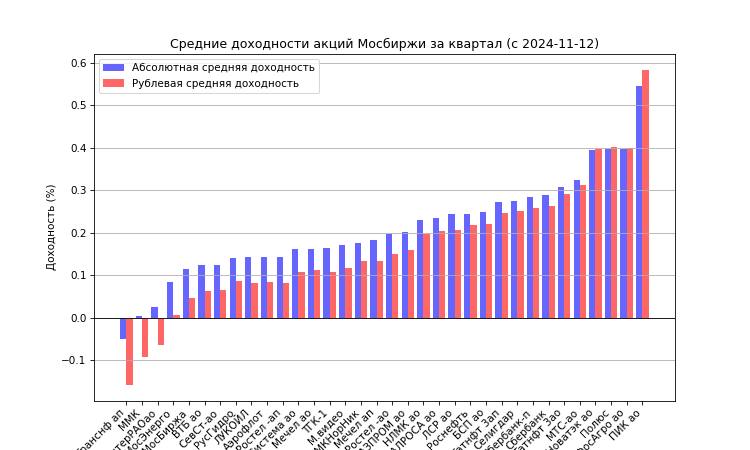 Средние доходности акций Мосбиржи за квартал (с 2024-11-12)
Абсолютная средняя доходность
Рублевая средняя доходность
Доходность (%)
0.6
0.5
0.4
0.3
0.2
0.1
0.0
−0.1
ММК
МосЭнерго
МосБиржа
ВТБ ао
СевСт-ао
РусГидро
ЛУКОЙЛ
Аэрофлот
Ростел -ап
Система ао
Мечел ао
ТГК-1
М.видео
Мечел ап
Ростел -ао
НЛМК ао
ЛСР ао
Роснефть
БСП ао
Селигдар
Сбербанк
МТС-ао
Новатэк ао
Полюс
ПИК ао